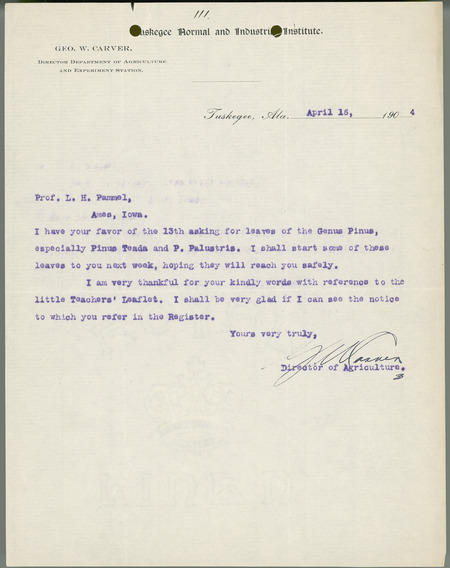 111.
Tuskegee Normal and Industrial Institute.
GEO. W. CARVER,
DIRECTOR DEPARTMENT OF AGRICULTURE
AND EXPERIMENT STATION.
Tuskegee, Ala. April 16, 1904
Prof. L. H. Pammel,
Ames, Iowa.
I have your favor of the 13th asking for leaves of the Genus Pinus,
especially Pinus Teada and P. Palustris. I shall start some of these
leaves to you next week, hoping they will reach you safely.
I am very thankful for your kindly words with reference to the
little Teachers' Leaflet. I shall be very glad if I can see the notice
to which you refer in the Register.
Yours very truly,
G W Carver
Director of Agriculture.
3